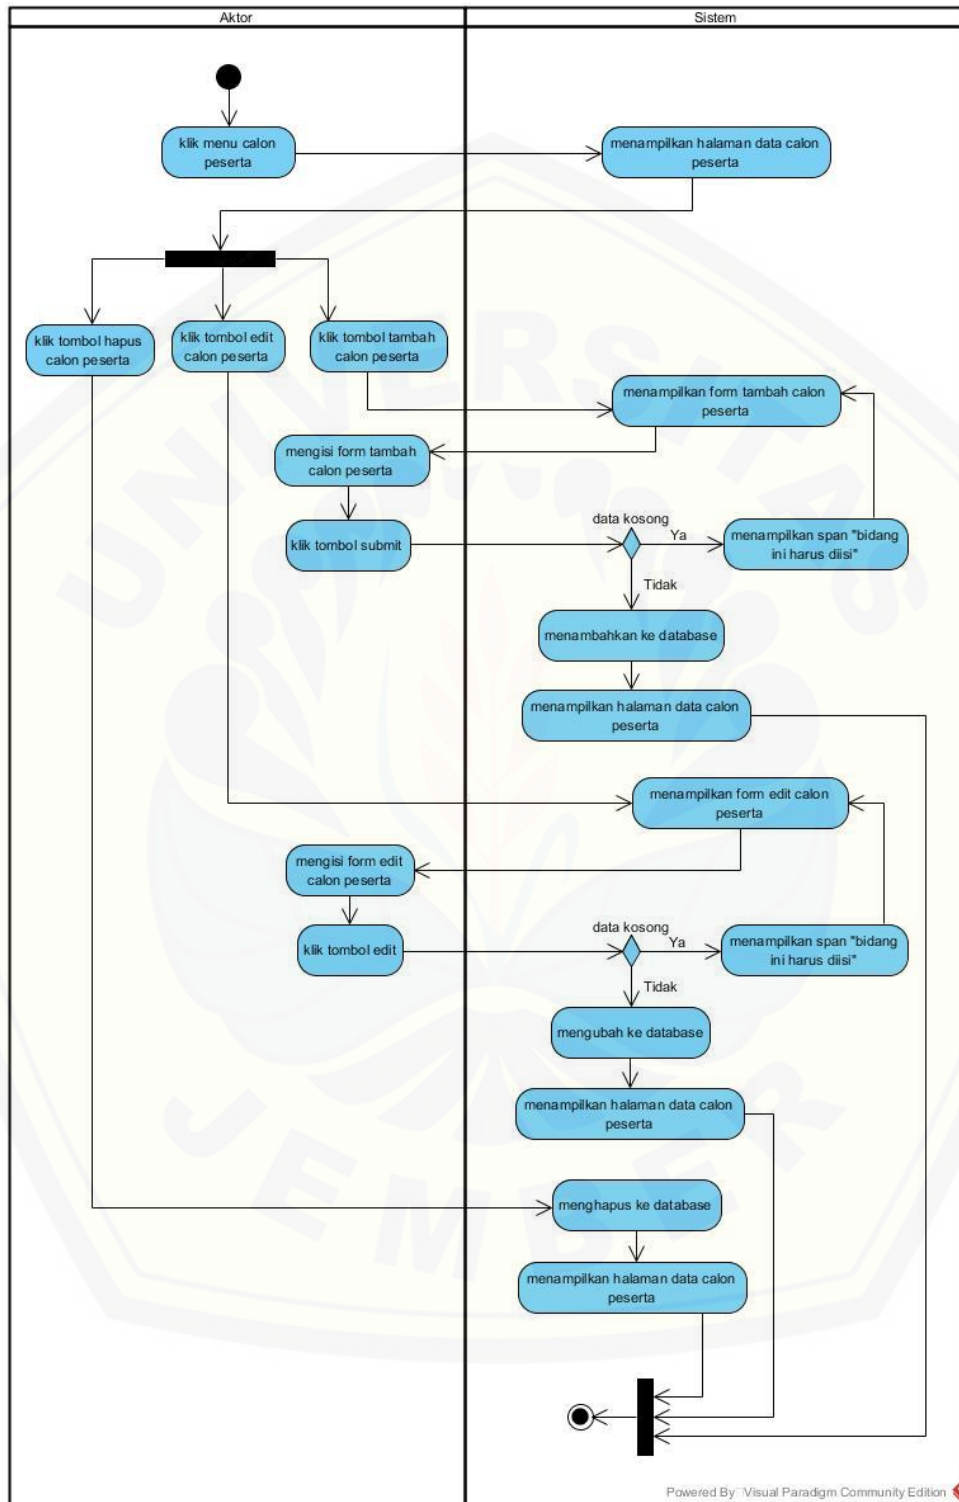 Aktor
Sistem
klik menu calon
peserta
menampilkan halaman data calon
peserta
klik tombol hapus
calon peserta
klik tombol edit
calon peserta
klik tombol tambah
calon peserta
menampilkan form tambah calon
peserta
mengisi form tambah
calon peserta
klik tombol submit
data kosong
Ya
menampilkan span "bidang
ini harus diisi"
Tidak
menambahkan ke database
menampilkan halaman data calon
peserta
menampilkan form edit calon
peserta
mengisi form edit
calon peserta
klik tombol edit
data kosong
Ya
menampilkan span "bidang
ini harus diisi"
Tidak
mengubah ke database
menampilkan halaman data calon
peserta
menghapus ke database
menampilkan halaman data calon
peserta
UNIVERSITAS
JEMBER
Powered By Visual Paradigm Community Edition